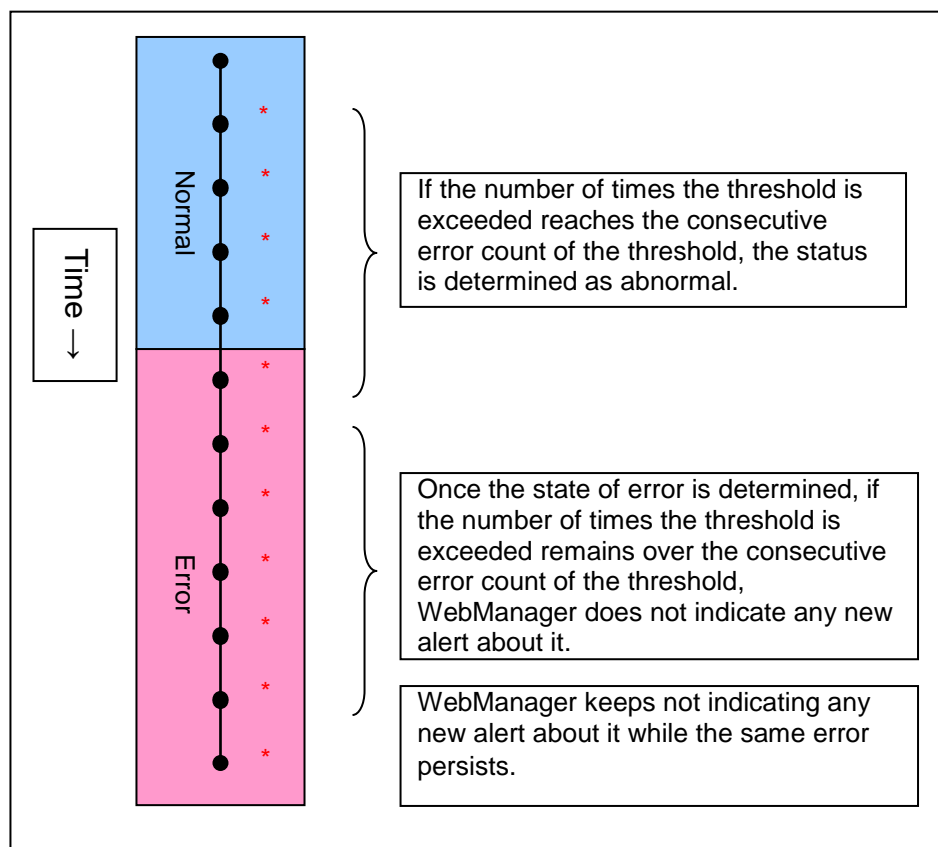 Time →
Normal
*
*
*
*
*
If the number of times the threshold is
exceeded reaches the consecutive
error count of the threshold, the status
is determined as abnormal.
Error
*
*
*
*
*
*
Once the state of error is determined, if
the number of times the threshold is
exceeded remains over the consecutive
error count of the threshold,
WebManager does not indicate any new
alert about it.
WebManager keeps not indicating any
new alert about it while the same error
persists.